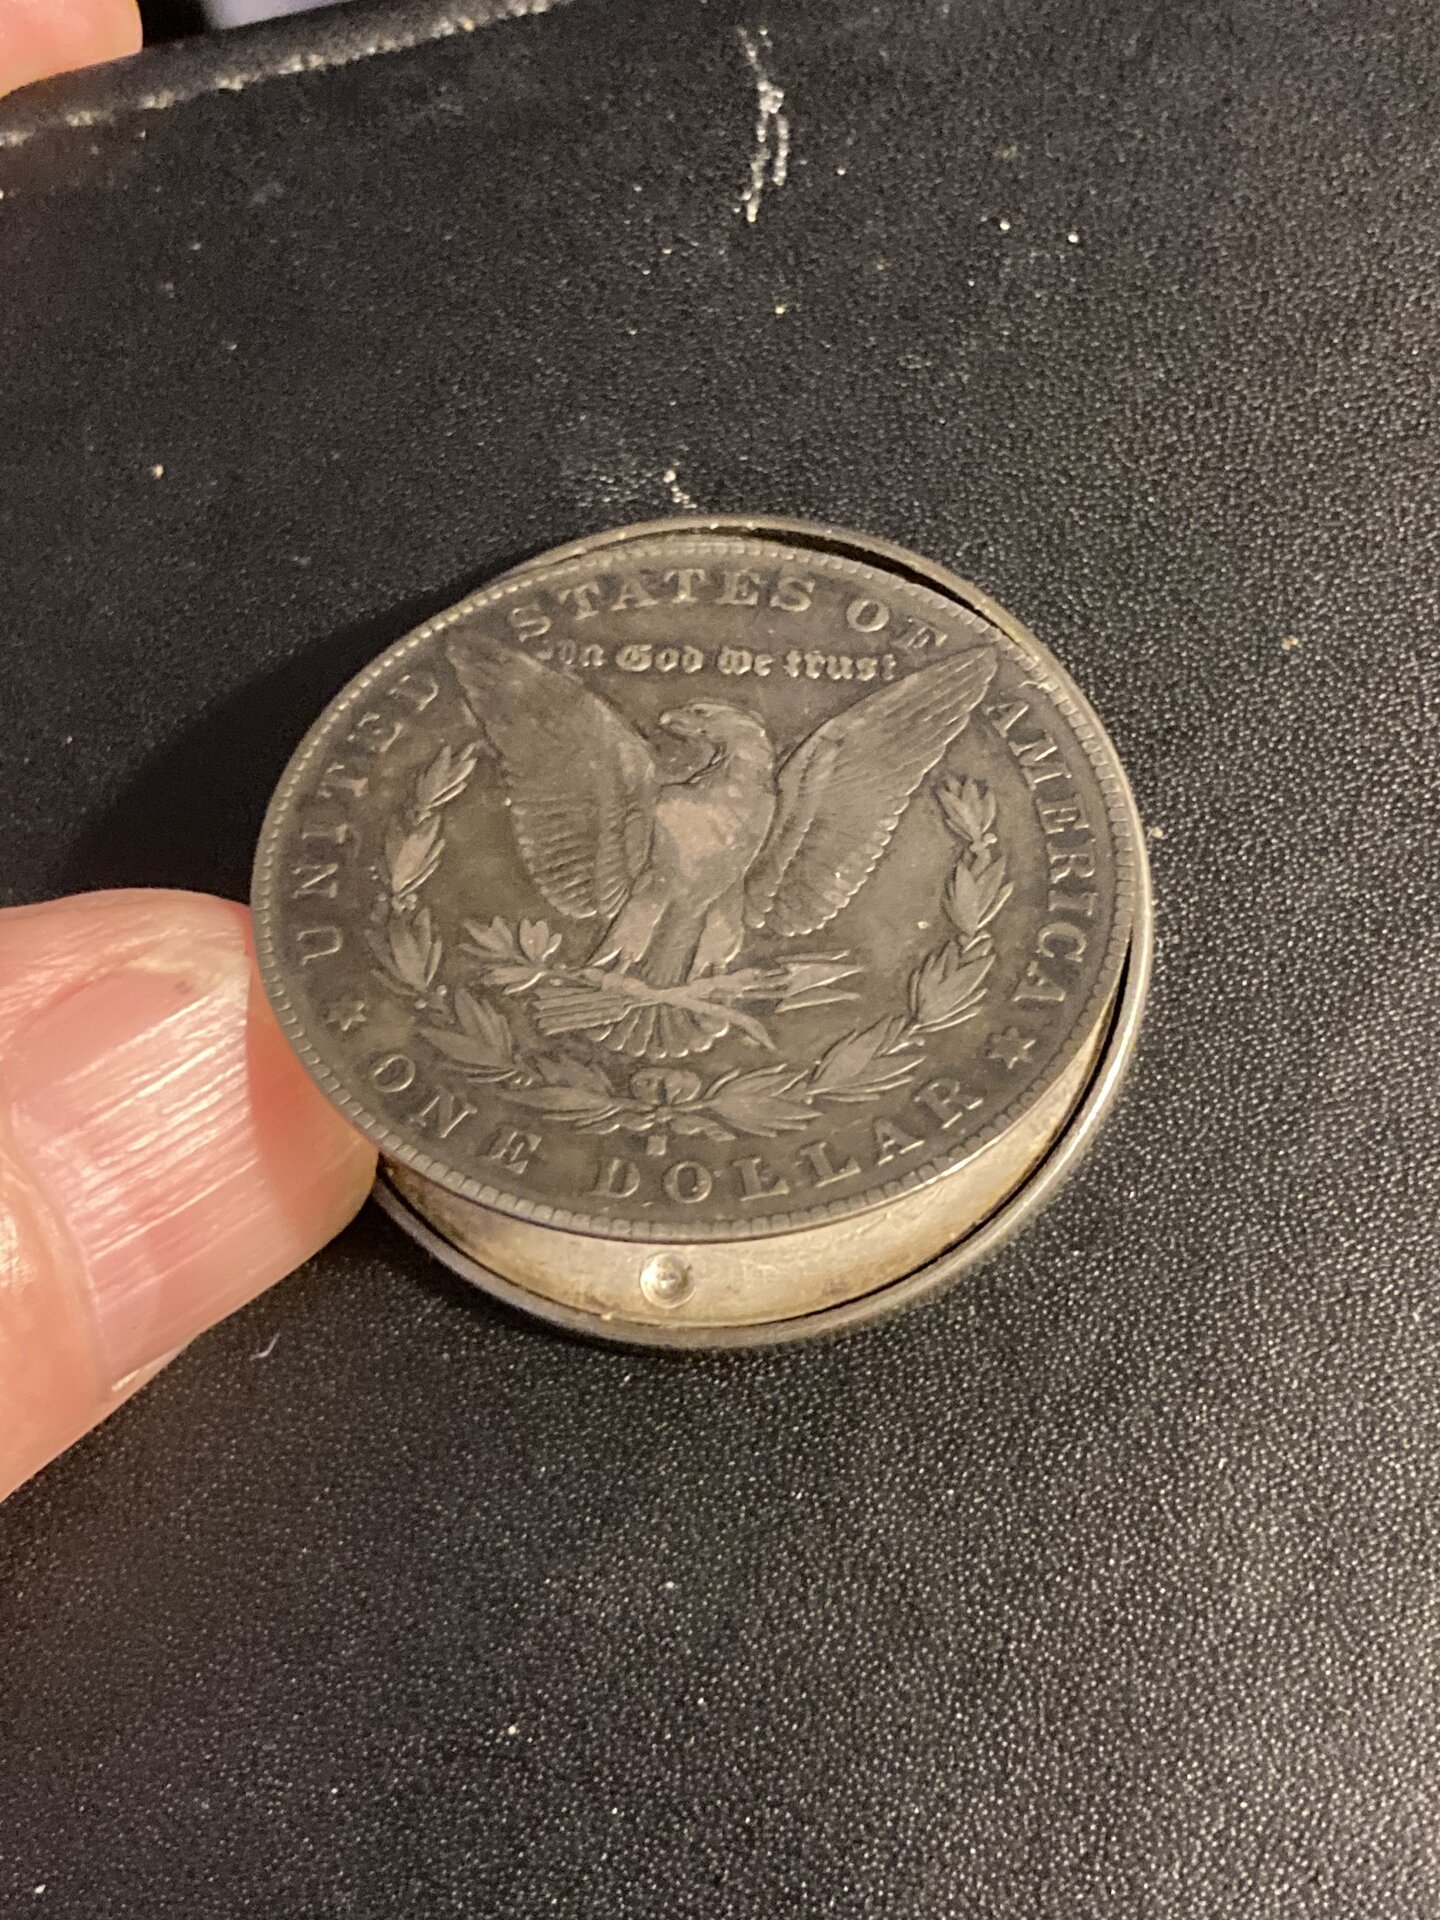 UNITED STATES OF AMERICA
In God we trust
ONE DOLLAR